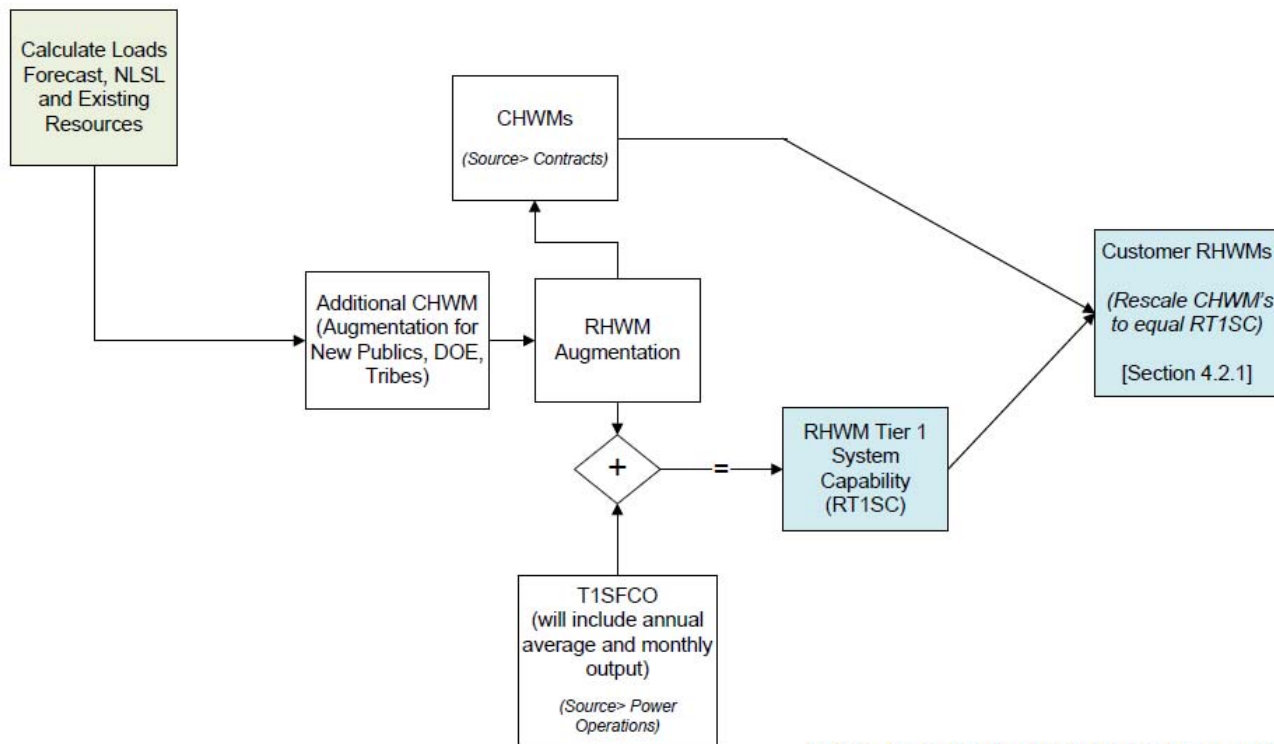 Calculate Loads
Forecast, NLSL
and Existing
Resources
CHWMs
(Source> Contracts)
Customer RHWMs
(Rescale CHWM's
to equal RT1SC)
[Section 4.2.1]
Additional CHWM
(Augmentation for
New Publics, DOE,
Tribes)
RHWM
Augmentation
+
=
RHWM Tier 1
System
Capability
(RT1SC)
T1SFCO
(will include annual
average and monthly
output)
(Source> Power
Operations)